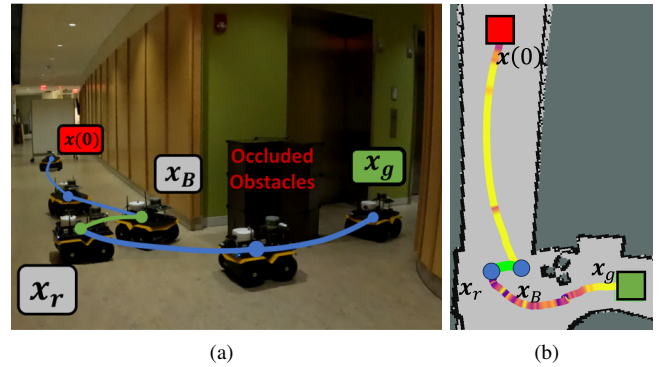 x(0)
x_B
Occluded
Obstacles
x_g
x_r
(a)
x(0)
x_g
x_r
x_B
(b)